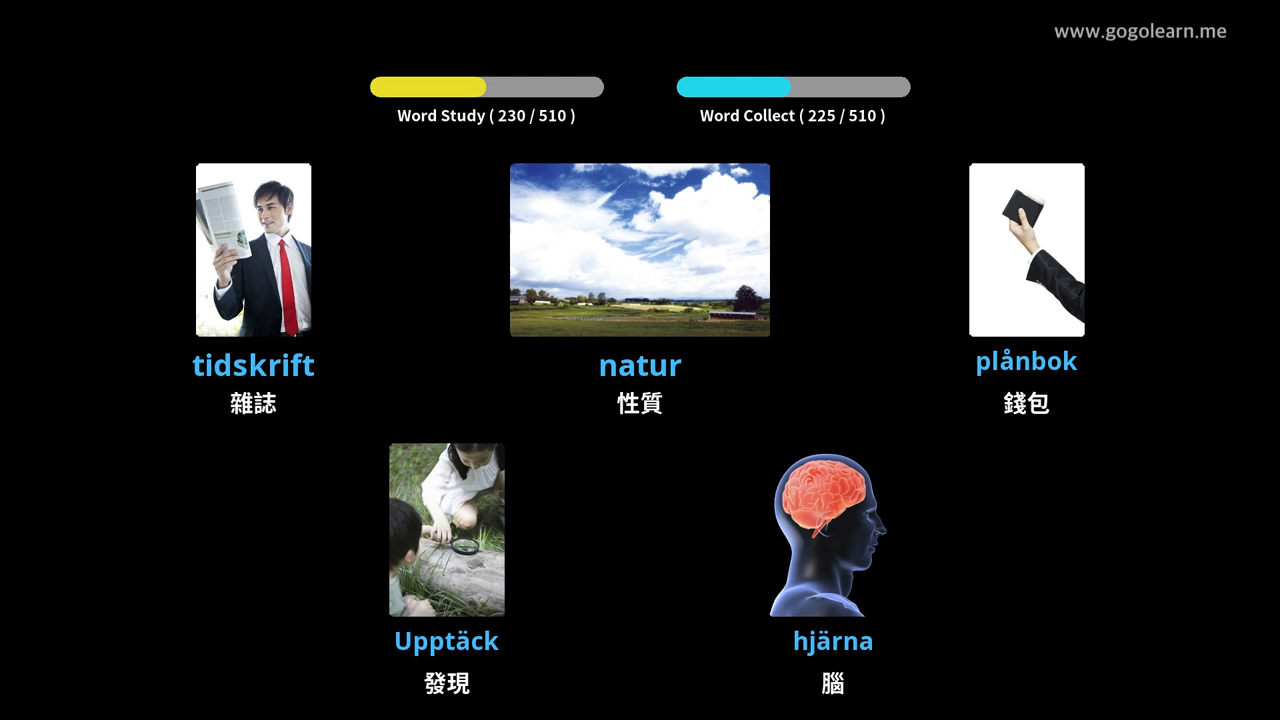 www.gogolearn.me
Word Study ( 230 / 510 )
Word Collect ( 225 / 510 )
tidskrift
雜誌
natur
性質
plånbok
錢包
Upptäck
發現
hjärna
腦